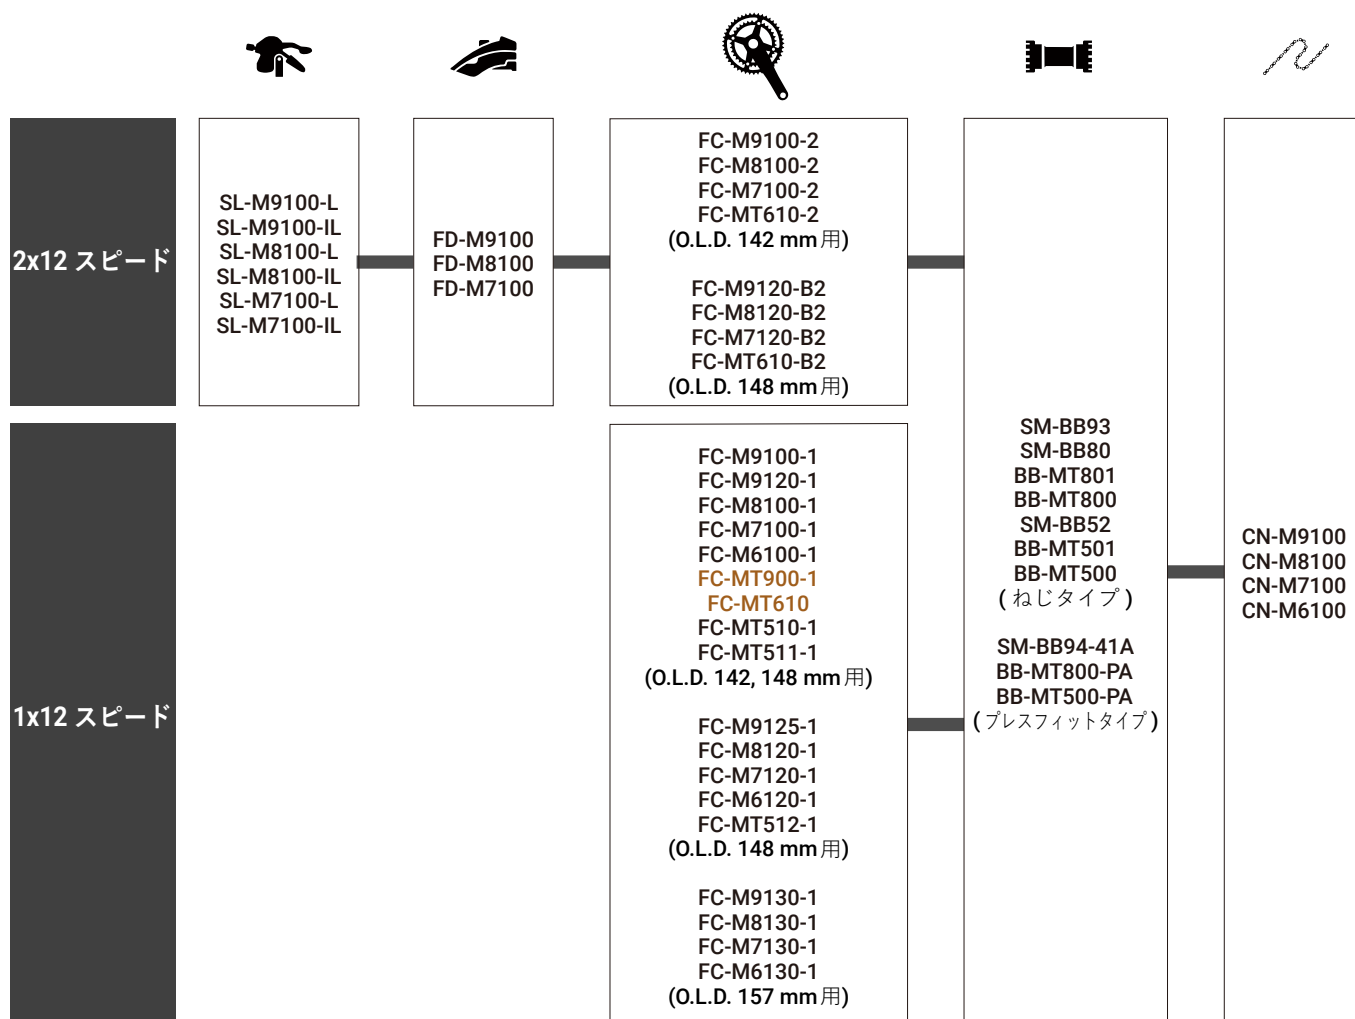 2x12 スピード
SL-M9100-L
SL-M9100-IL
SL-M8100-L
SL-M8100-IL
SL-M7100-L
SL-M7100-IL
FD-M9100
FD-M8100
FD-M7100
FC-M9100-2
FC-M8100-2
FC-M7100-2
FC-MT610-2
(O.L.D. 142 mm用)
FC-M9120-B2
FC-M8120-B2
FC-M7120-B2
FC-MT610-B2
(O.L.D. 148 mm用)
1x12 スピード
FC-M9100-1
FC-M9120-1
FC-M8100-1
FC-M7100-1
FC-M6100-1
FC-MT900-1
FC-MT610
FC-MT510-1
FC-MT511-1
(O.L.D. 142, 148 mm用)
FC-M9125-1
FC-M8120-1
FC-M7120-1
FC-M6120-1
FC-MT512-1
(O.L.D. 148 mm用)
FC-M9130-1
FC-M8130-1
FC-M7130-1
FC-M6130-1
(O.L.D. 157 mm用)
SM-BB93
SM-BB80
BB-MT801
BB-MT800
SM-BB52
BB-MT501
BB-MT500
(ねじタイプ)
SM-BB94-41A
BB-MT800-PA
BB-MT500-PA
(プレスフィットタイプ)
CN-M9100
CN-M8100
CN-M7100
CN-M6100